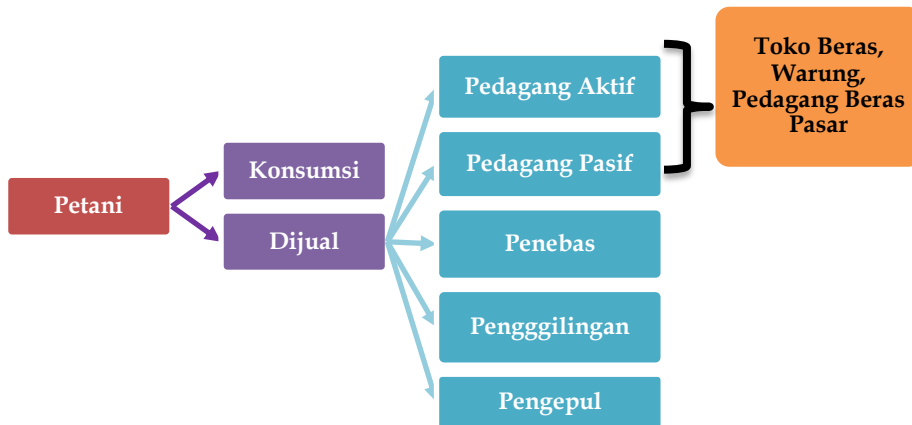 Petani
Konsumsi
Dijual
Pedagang Aktif
Pedagang Pasif
Penebas
Pengggilingan
Pengepul
Toko Beras,
Warung,
Pedagang Beras
Pasar